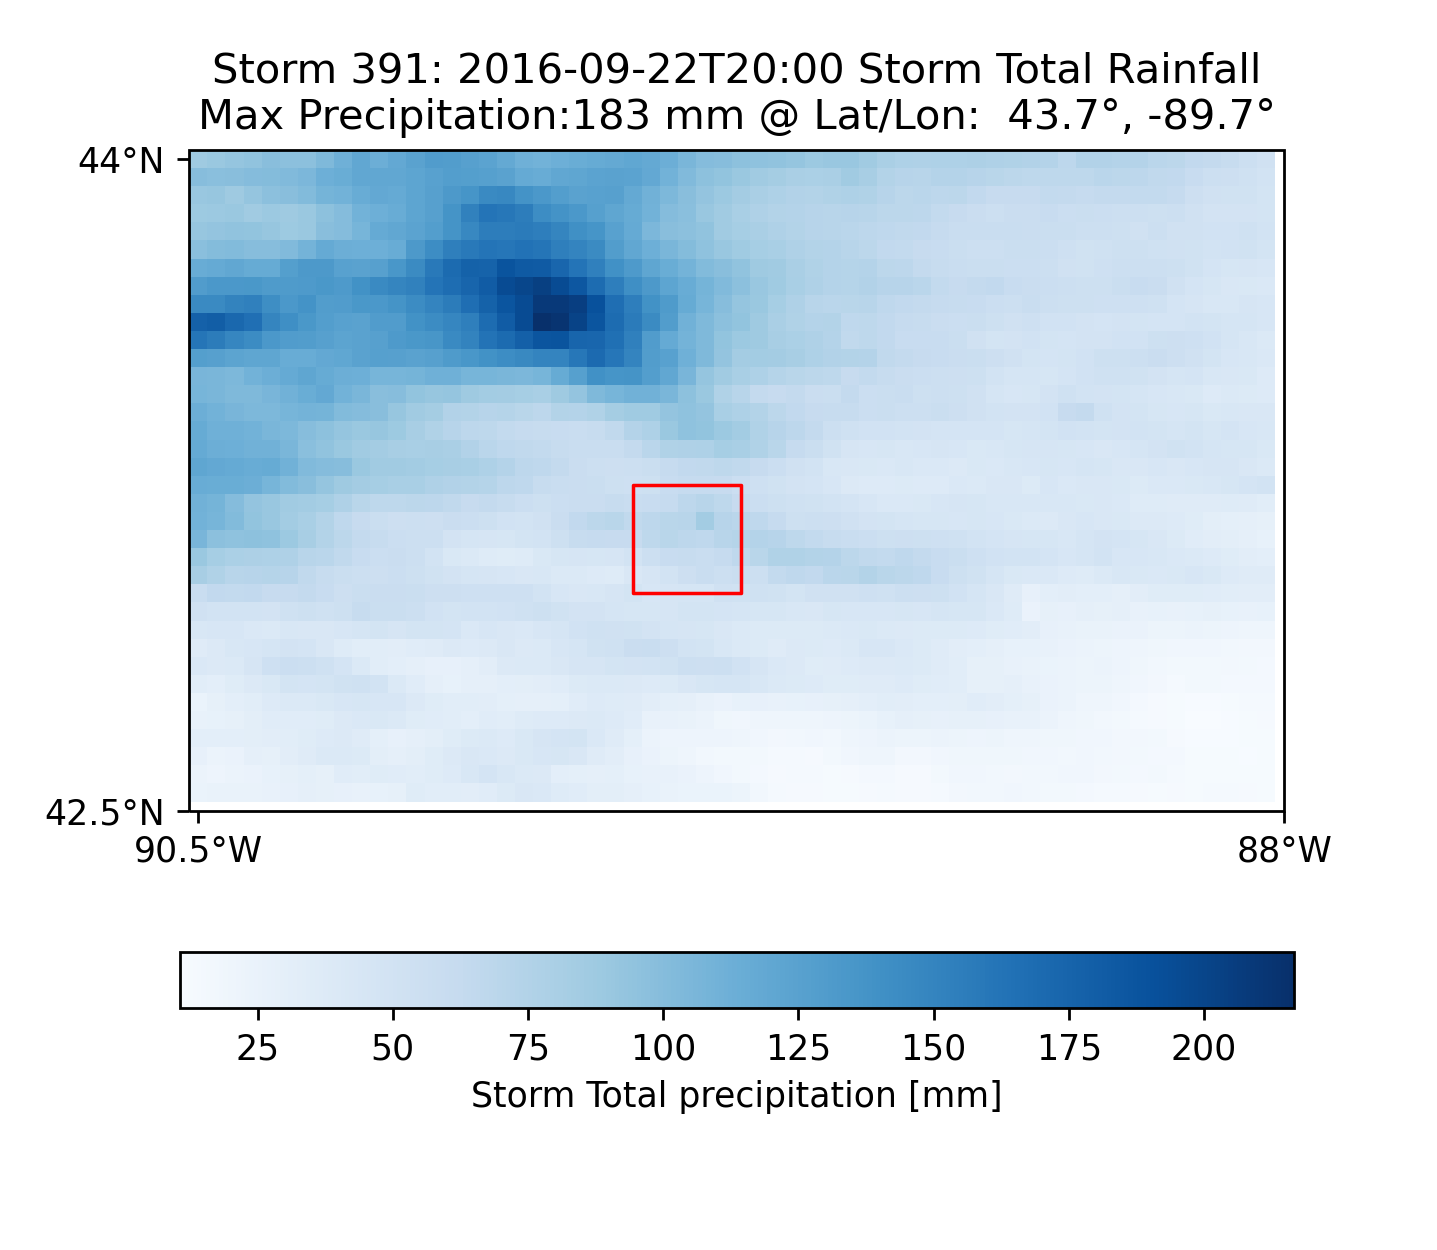 Storm 391: 2016-09-22T20:00 Storm Total Rainfall
Max Precipitation:183 mm @ Lat/Lon:  43.7°, -89.7°
44°N
42.5°N
90.5°W 88°W
25 50 75 100 125 150 175 200
Storm Total precipitation [mm]